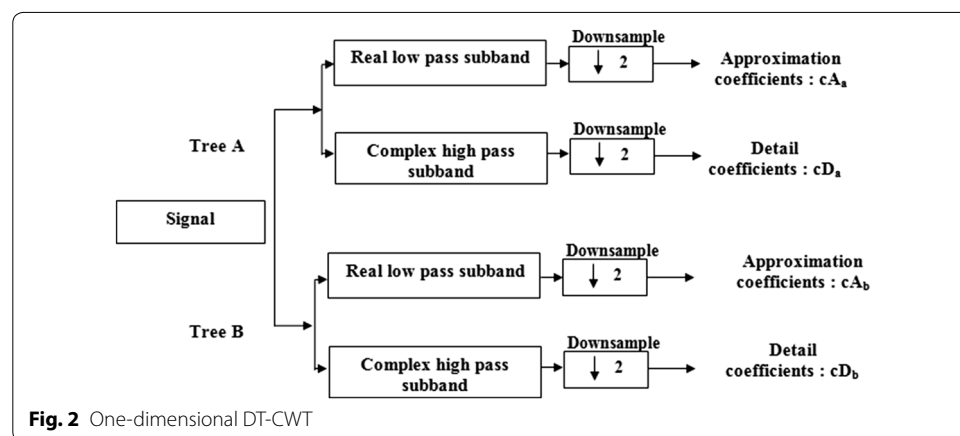 Downsample
Real low pass subband
↓ 2
Approximation
coefficients : cAₐ
Tree A
Downsample
Complex high pass
subband
↓ 2
Detail
coefficients : cDₐ
Signal
Downsample
Real low pass subband
↓ 2
Approximation
coefficients : cA_b
Tree B
Downsample
Complex high pass
subband
↓ 2
Detail
coefficients : cD_b
Fig. 2 One-dimensional DT-CWT